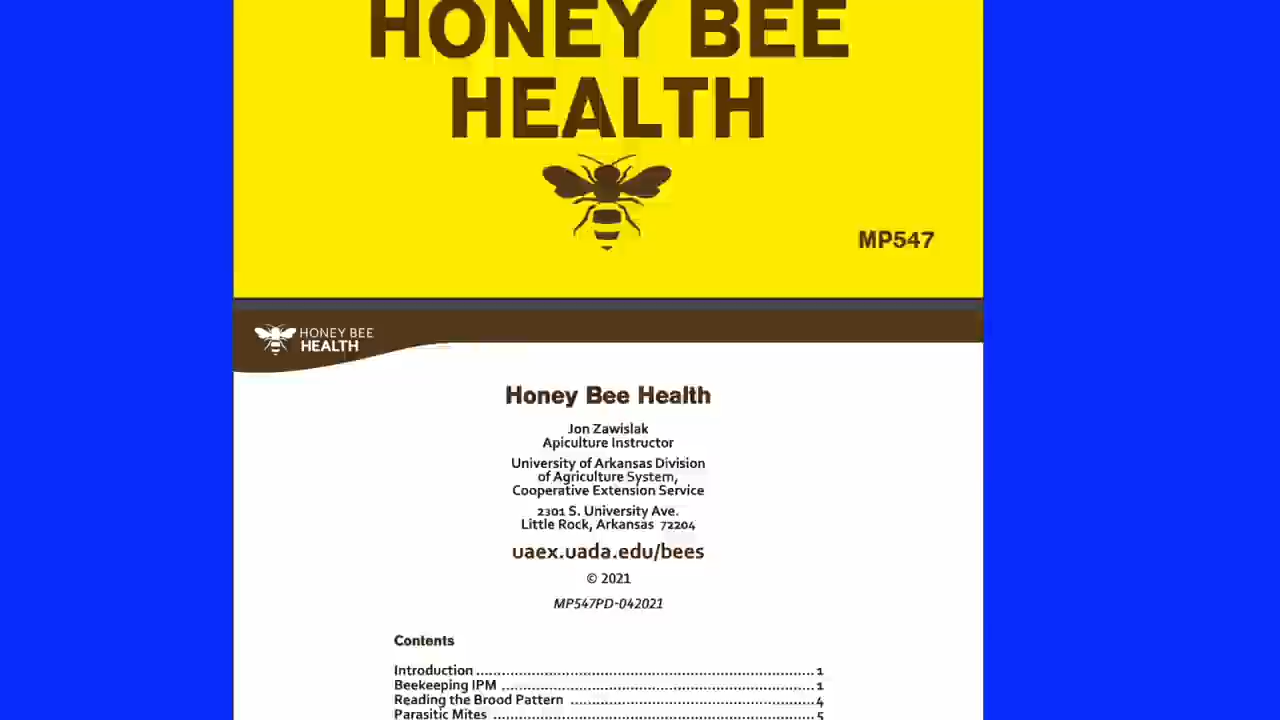 HONEY BEE
HEALTH
MP547
HONEY BEE
HEALTH
Honey Bee Health
Jon Zawislak
Apiculture Instructor
University of Arkansas Division
of Agriculture System,
Cooperative Extension Service
2301 S. University Ave.
Little Rock, Arkansas 72204
uaex.uada.edu/bees
© 2021
MP547PD-042021
Contents
Introduction ........................................................ 1
Beekeeping IPM ........................................................ 1
Reading the Brood Pattern ........................................................ 4
Parasitic Mites ........................................................ 5